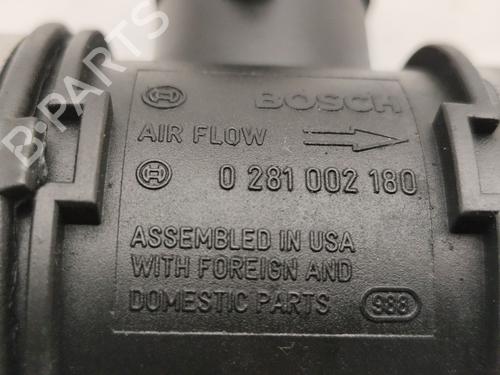 BOSCH
AIR FLOW
0 281 002 180
ASSEMBLED IN USA
WITH FOREIGN AND
DOMESTIC PARTS 988
B-PARTS